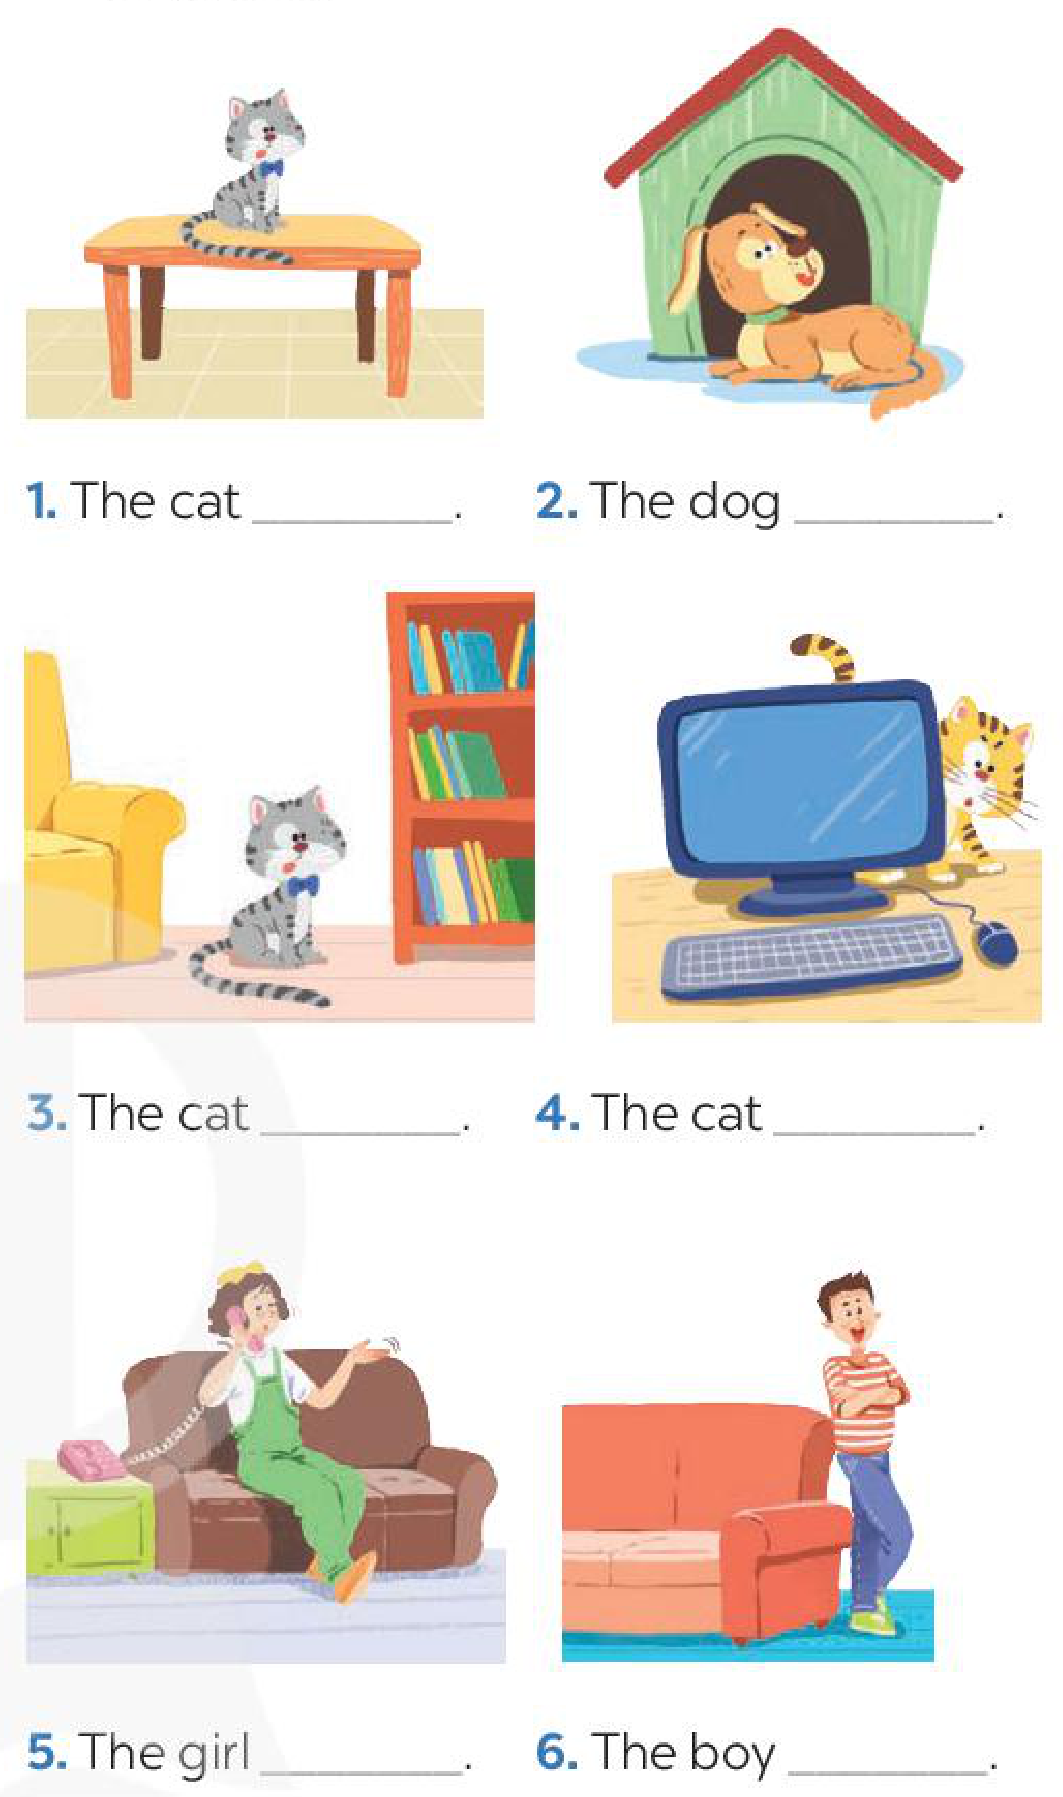 1. The cat ________.
2. The dog ________.
3. The cat ________.
4. The cat ________.
5. The girl ________.
6. The boy ________.